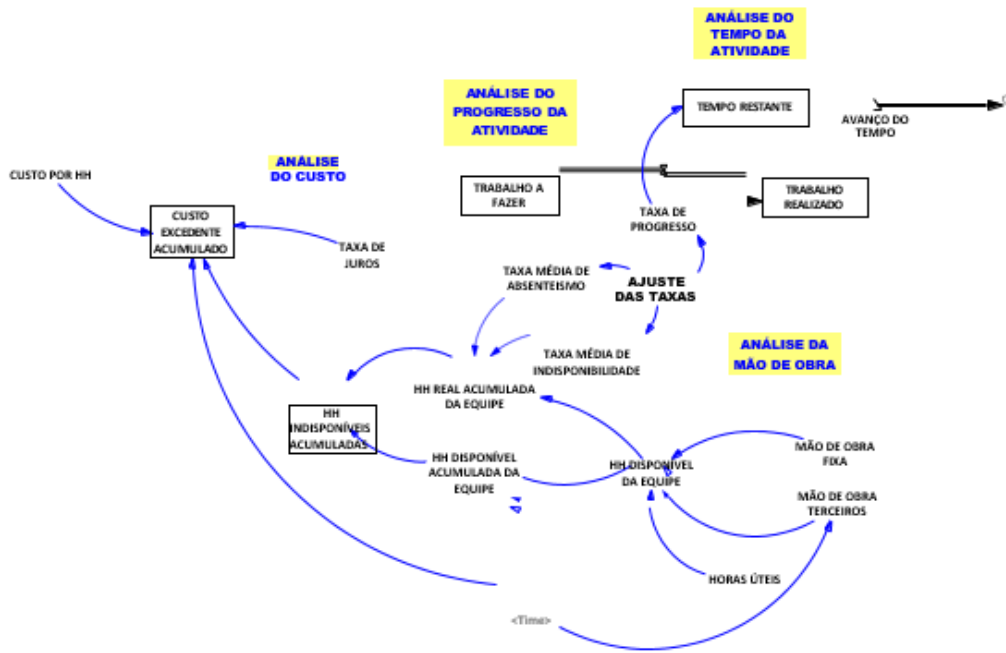 ANÁLISE DO
TEMPO DA
ATIVIDADE
ANÁLISE DO
PROGRESSO DA
ATIVIDADE
TEMPO RESTANTE
AVANÇO DO
TEMPO
ANÁLISE
DO CUSTO
CUSTO POR HH
TRABALHO A
FAZER
TRABALHO
REALIZADO
CUSTO
EXCEDENTE
ACUMULADO
TAXA DE
PROGRESSO
TAXA DE
JUROS
TAXA MÉDIA DE
ABSENTEISMO
AJUSTE
DAS TAXAS
ANÁLISE DA
MÃO DE OBRA
TAXA MÉDIA DE
INDISPONIBILIDADE
HH REAL ACUMULADA
DA EQUIPE
HH
INDISPONÍVEIS
ACUMULADAS
HH DISPONÍVEL
ACUMULADA DA
EQUIPE
HH DISPONÍVEL
DA EQUIPE
MÃO DE OBRA
FIXA
MÃO DE OBRA
TERCEIROS
HORAS ÚTEIS
<Time>